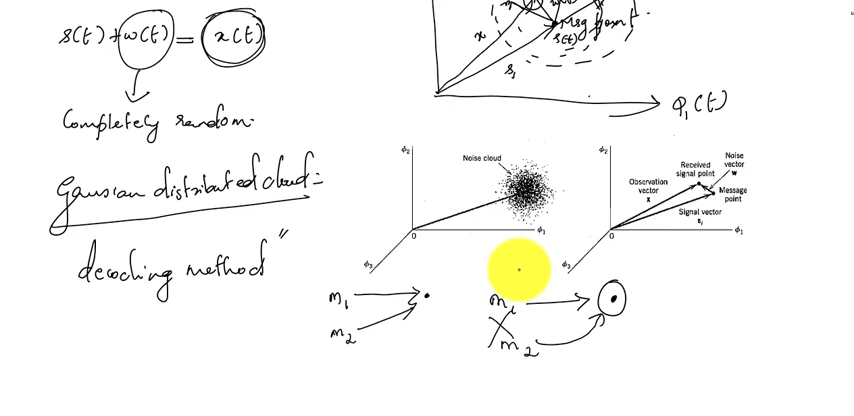 s(t) + w(t) = x(t)
Completely random.
Gausian distributed cloud =
decoding method"
x
s₁
Msg point
s(t)
φ₁(t)
φ₂
Noise cloud
0
φ₁
φ₃
φ₂
Observation
vector
x
Received
signal point
Noise
vector
w
Message
point
Signal vector
sᵢ
0
φ₁
φ₃
m₁
m₂
m₁
m₂